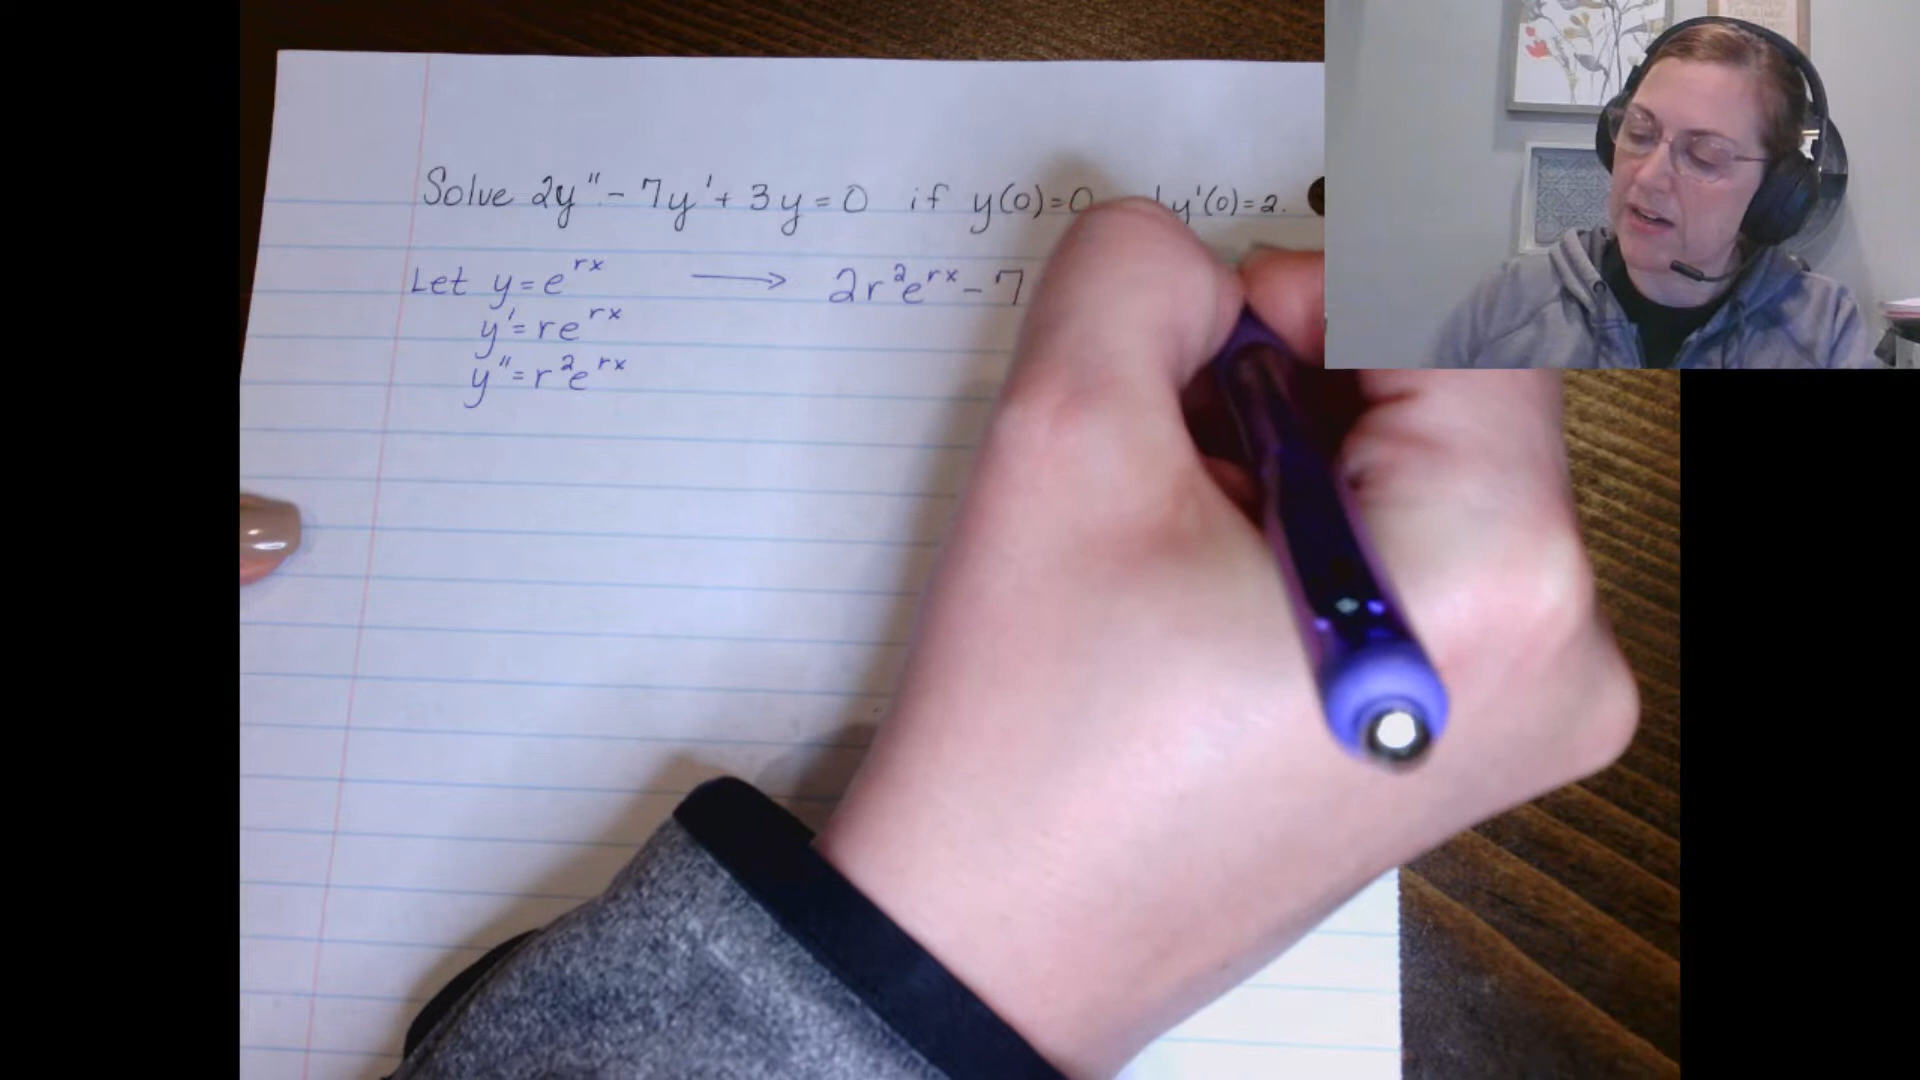 Solve 2y" - 7y' + 3y = 0 if y(0)=0 y'(0)=2.
Let y = e^rx → 2r²e^rx - 7
y' = re^rx
y" = r²e^rx